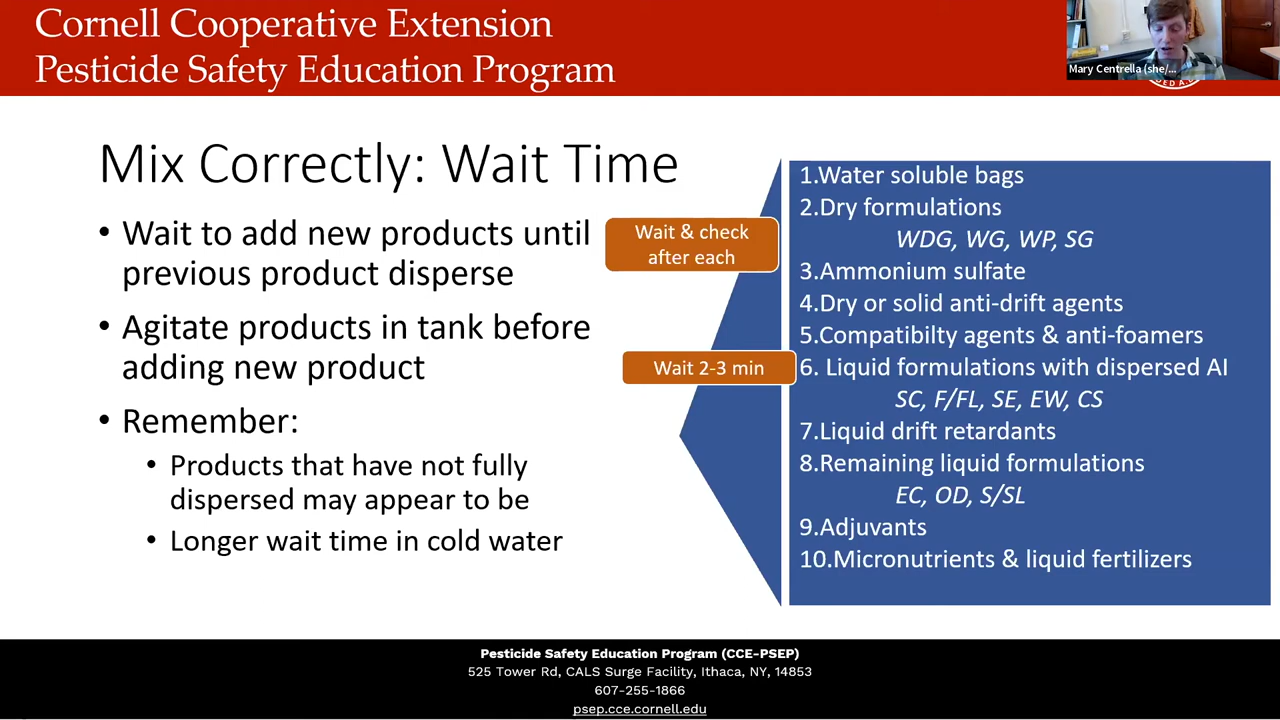 Cornell Cooperative Extension
Pesticide Safety Education Program
Mary Centrella (she/...
Mix Correctly: Wait Time
• Wait to add new products until
previous product disperse
• Agitate products in tank before
adding new product
• Remember:
• Products that have not fully
dispersed may appear to be
• Longer wait time in cold water
Wait & check
after each
Wait 2-3 min
1.Water soluble bags
2.Dry formulations
WDG, WG, WP, SG
3.Ammonium sulfate
4.Dry or solid anti-drift agents
5.Compatibilty agents & anti-foamers
6. Liquid formulations with dispersed AI
SC, F/FL, SE, EW, CS
7.Liquid drift retardants
8.Remaining liquid formulations
EC, OD, S/SL
9.Adjuvants
10.Micronutrients & liquid fertilizers
Pesticide Safety Education Program (CCE-PSEP)
525 Tower Rd, CALS Surge Facility, Ithaca, NY, 14853
607-255-1866
psep.cce.cornell.edu